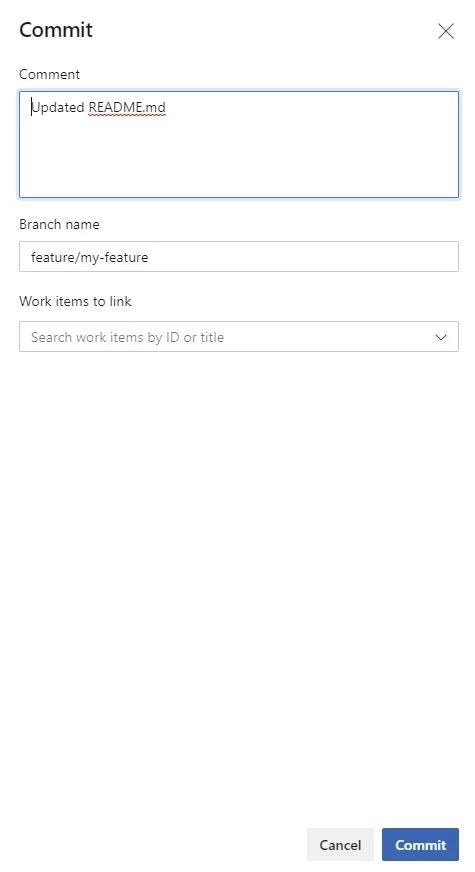 Commit
Comment
Updated README.md
Branch name
feature/my-feature
Work items to link
Search work items by ID or title
Cancel
Commit